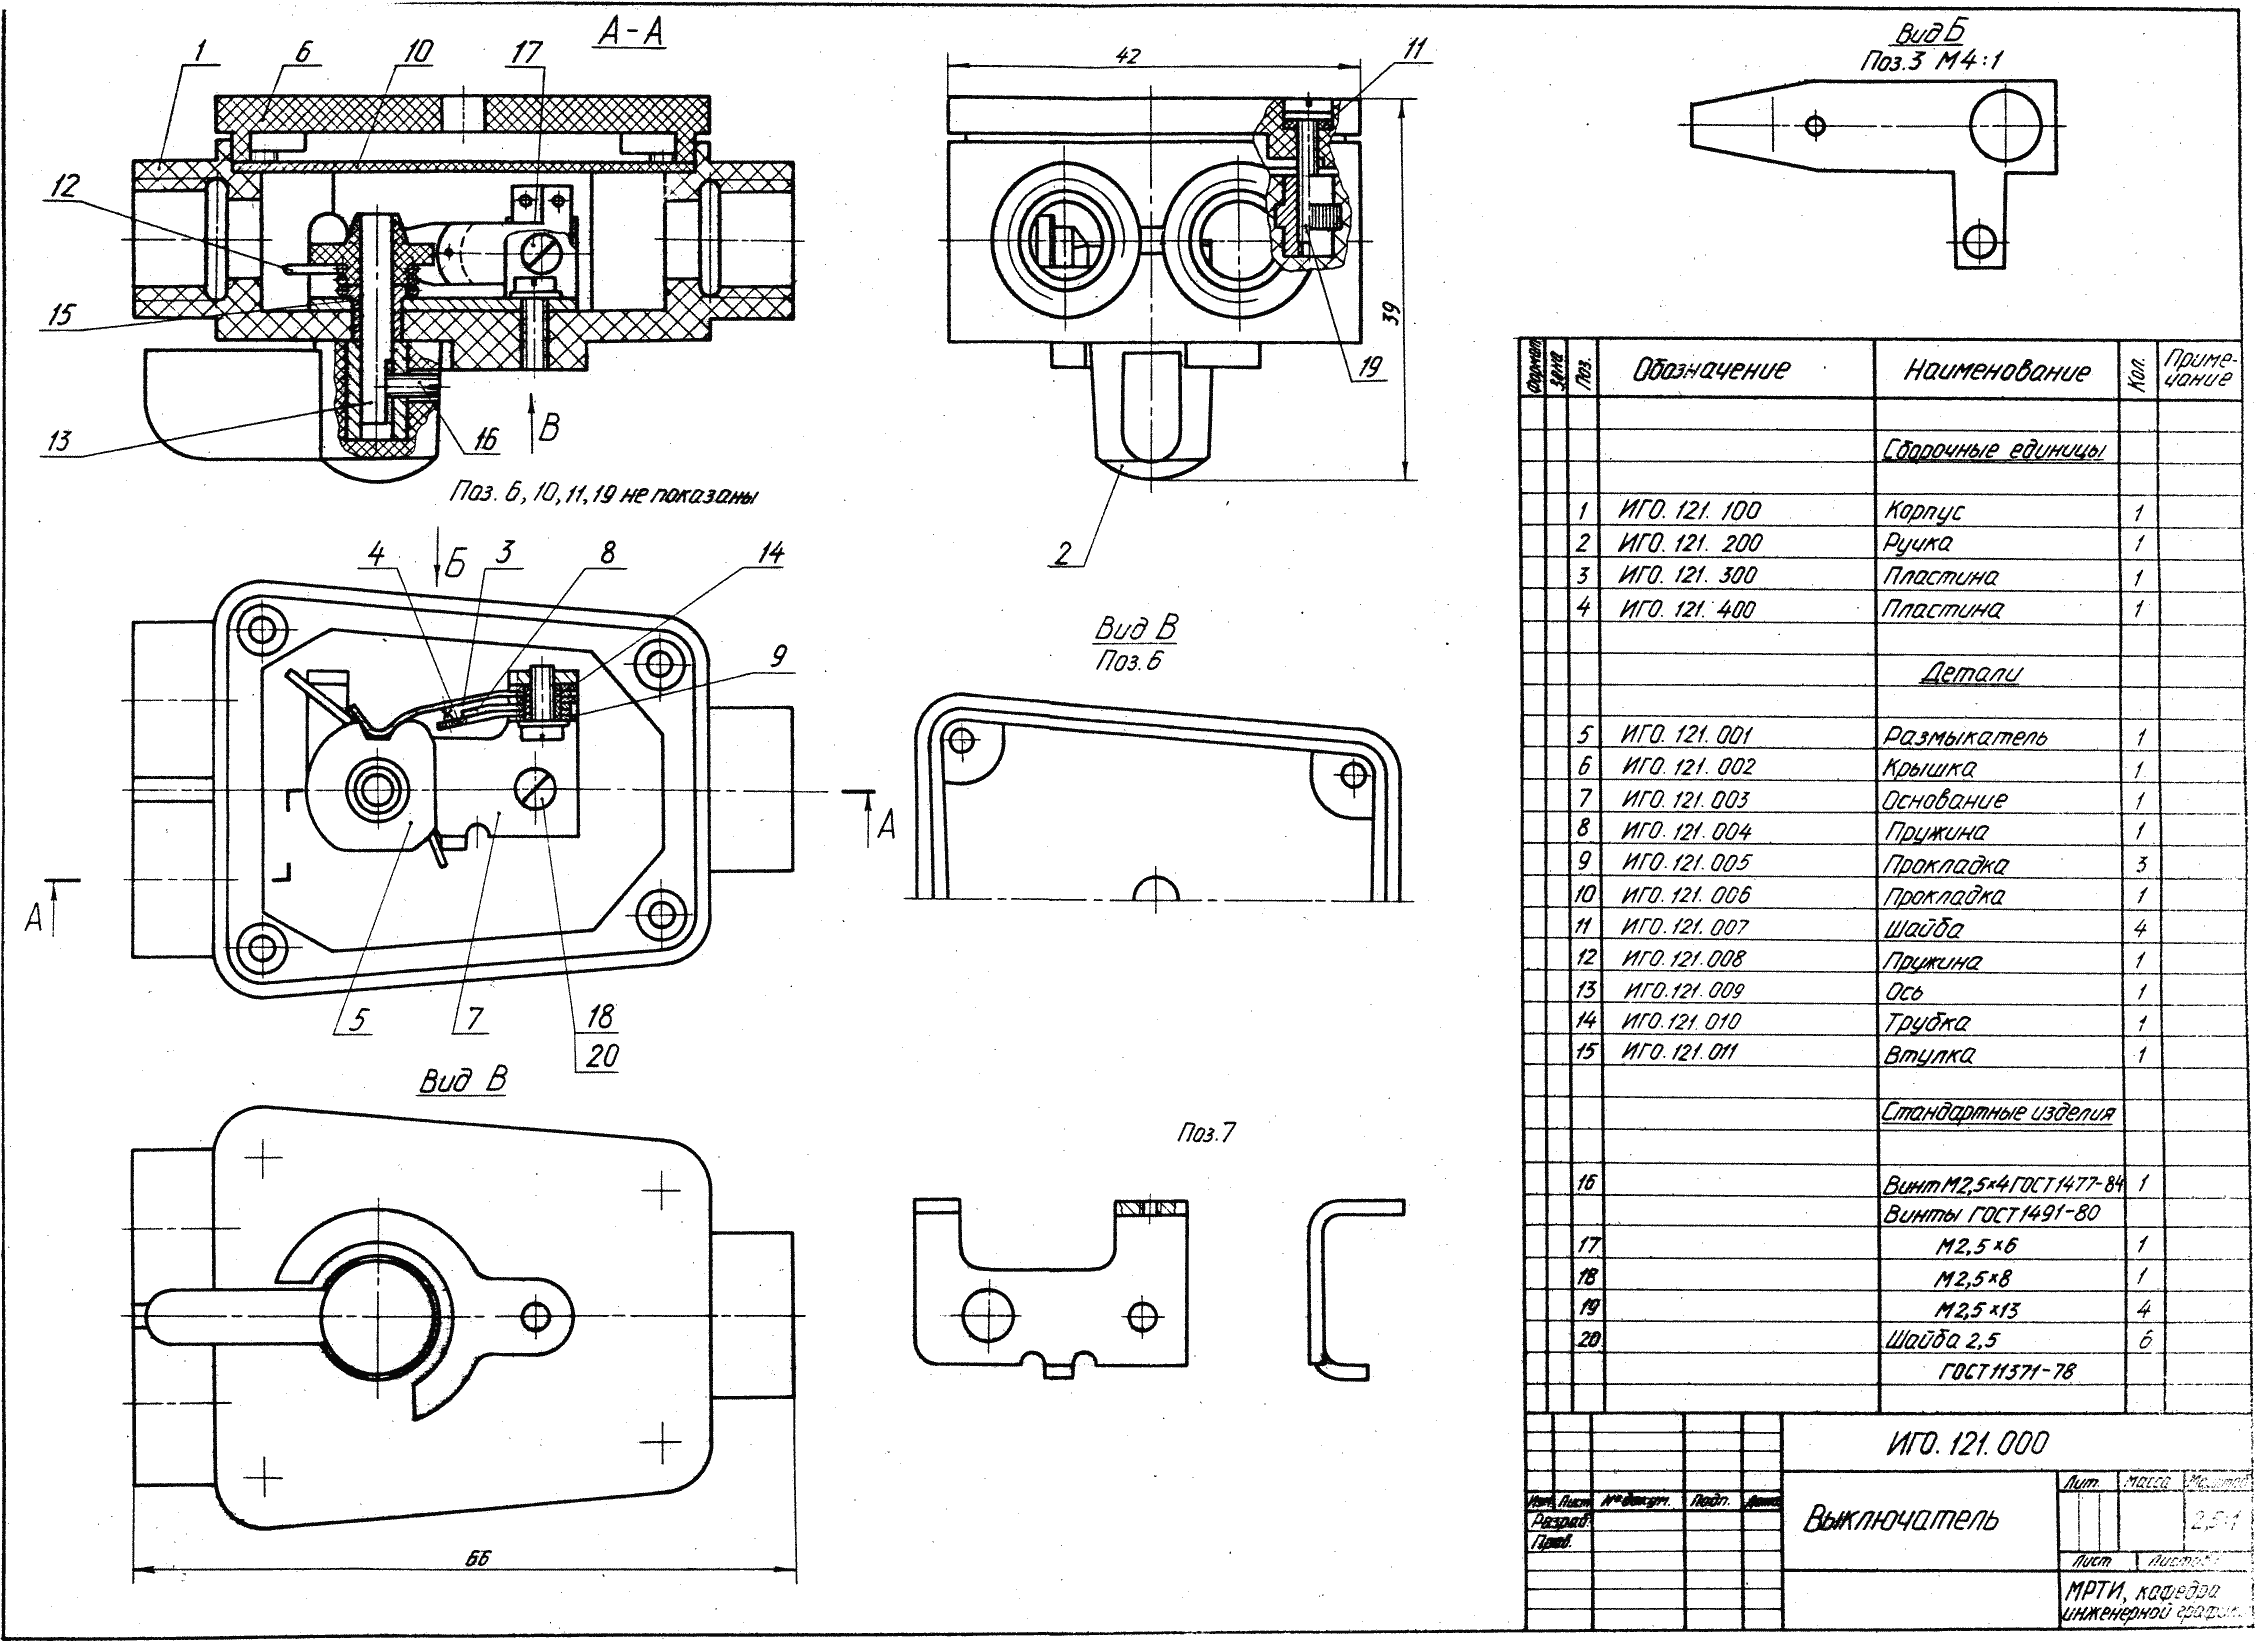 А-А
1
6
10
17
12
15
13
16
В
42
11
39
19
2
Вид Б
Поз.3 М4:1
Поз. 6, 10, 11, 19 не показаны
Б
4
3
8
14
9
А
А
5
7
18
20
Вид В
Поз.6
Вид В
66
Поз.7
Формат Зона Поз. Обозначение Наименование Кол. Приме-
чание
Сборочные единицы
1 ИГО. 121. 100 Корпус 1
2 ИГО. 121. 200 Ручка 1
3 ИГО. 121. 300 Пластина 1
4 ИГО. 121. 400 Пластина 1
Детали
5 ИГО. 121. 001 Размыкатель 1
6 ИГО. 121. 002 Крышка 1
7 ИГО. 121. 003 Основание 1
8 ИГО. 121. 004 Пружина 1
9 ИГО. 121. 005 Прокладка 3
10 ИГО. 121. 006 Прокладка 1
11 ИГО. 121. 007 Шайба 4
12 ИГО. 121. 008 Пружина 1
13 ИГО. 121. 009 Ось 1
14 ИГО. 121. 010 Трубка 1
15 ИГО. 121. 011 Втулка 1
Стандартные изделия
16 Винт М2,5×4 ГОСТ 1477-84 1
Винты ГОСТ 1491-80
17 М2,5×6 1
18 М2,5×8 1
19 М2,5×13 4
20 Шайба 2,5 6
ГОСТ 11371-78
ИГО. 121. 000
Лит. Масса
Изм. Лист № докум. Подп. Дата
Разраб.
Пров.
Выключатель
2,5:1
Лист
МРТИ, кафедра
инженерной